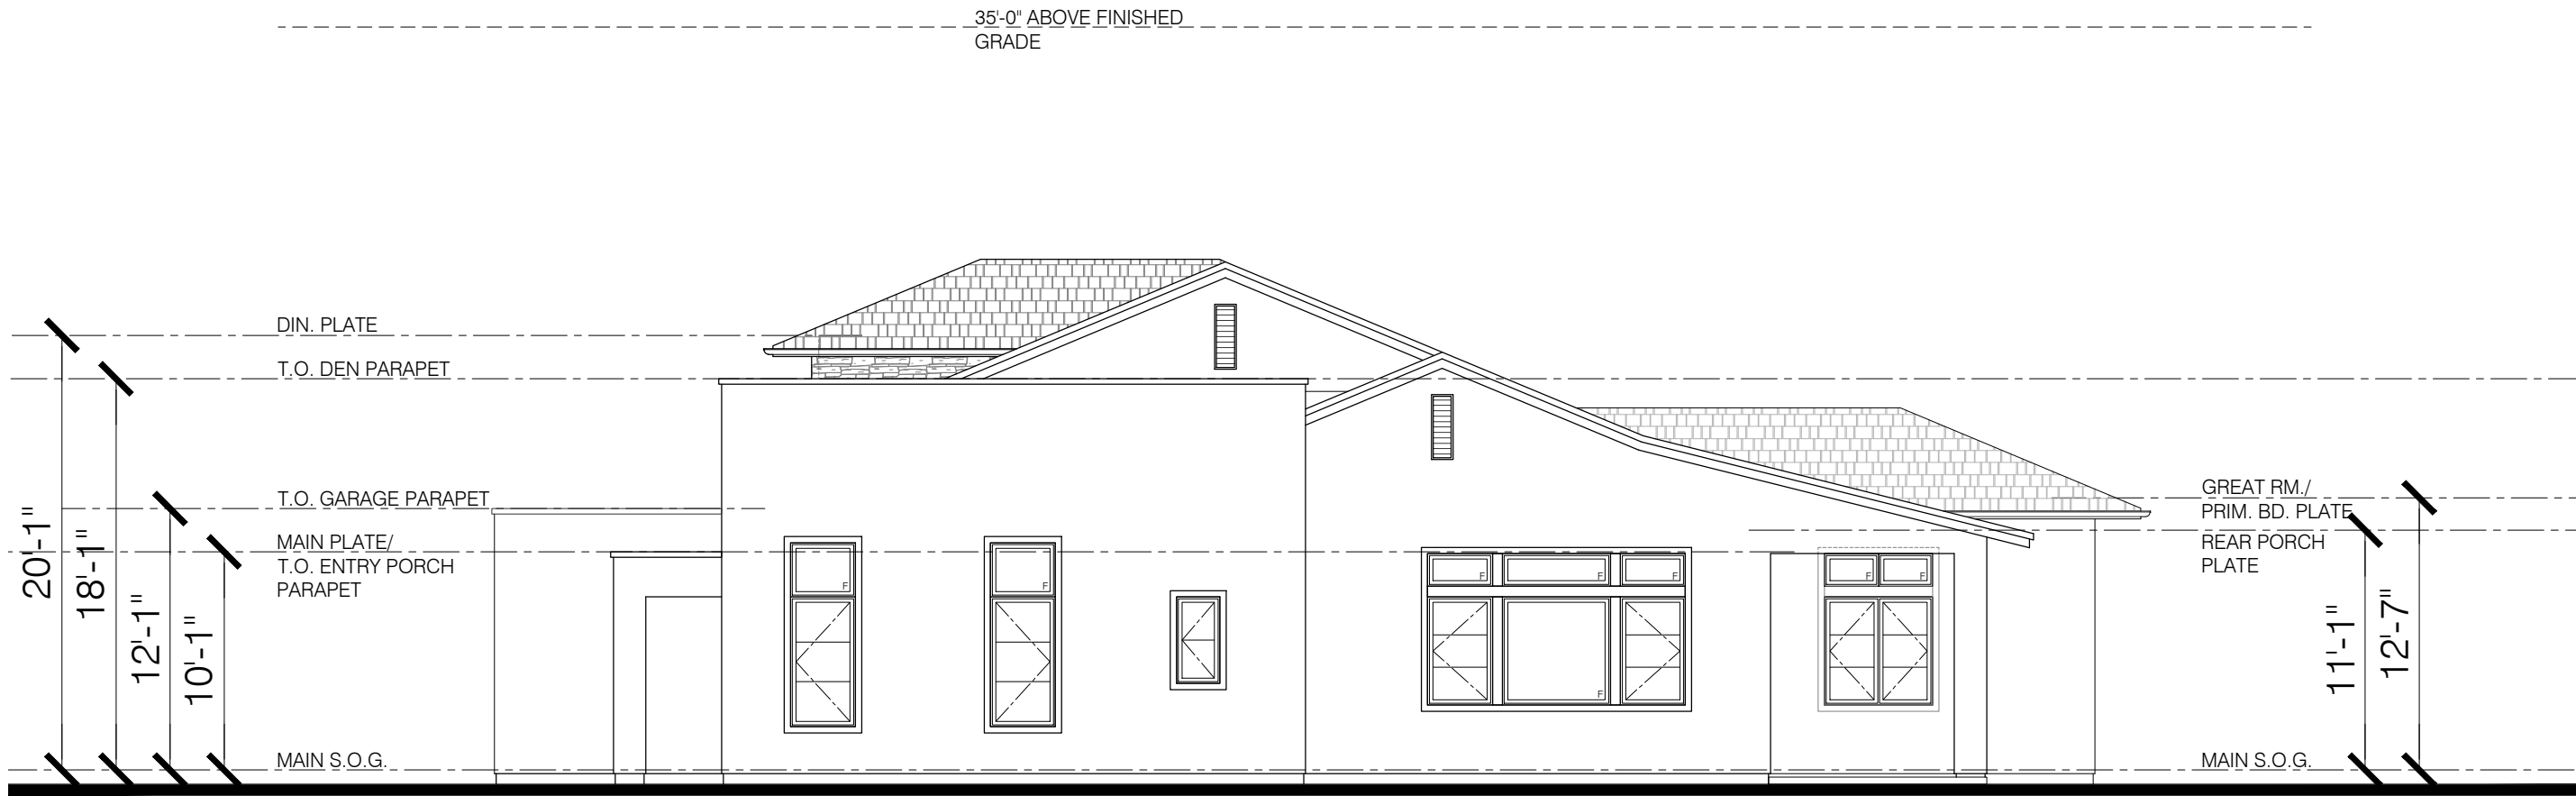 35'-0" ABOVE FINISHED
GRADE
DIN. PLATE
T.O. DEN PARAPET
T.O. GARAGE PARAPET
MAIN PLATE/
T.O. ENTRY PORCH
PARAPET
MAIN S.O.G.
20'-1"
18'-1"
12'-1"
10'-1"
F
F
F
F
F
F
F
F
GREAT RM./
PRIM. BD. PLATE
REAR PORCH
PLATE
MAIN S.O.G.
11'-1"
12'-7"